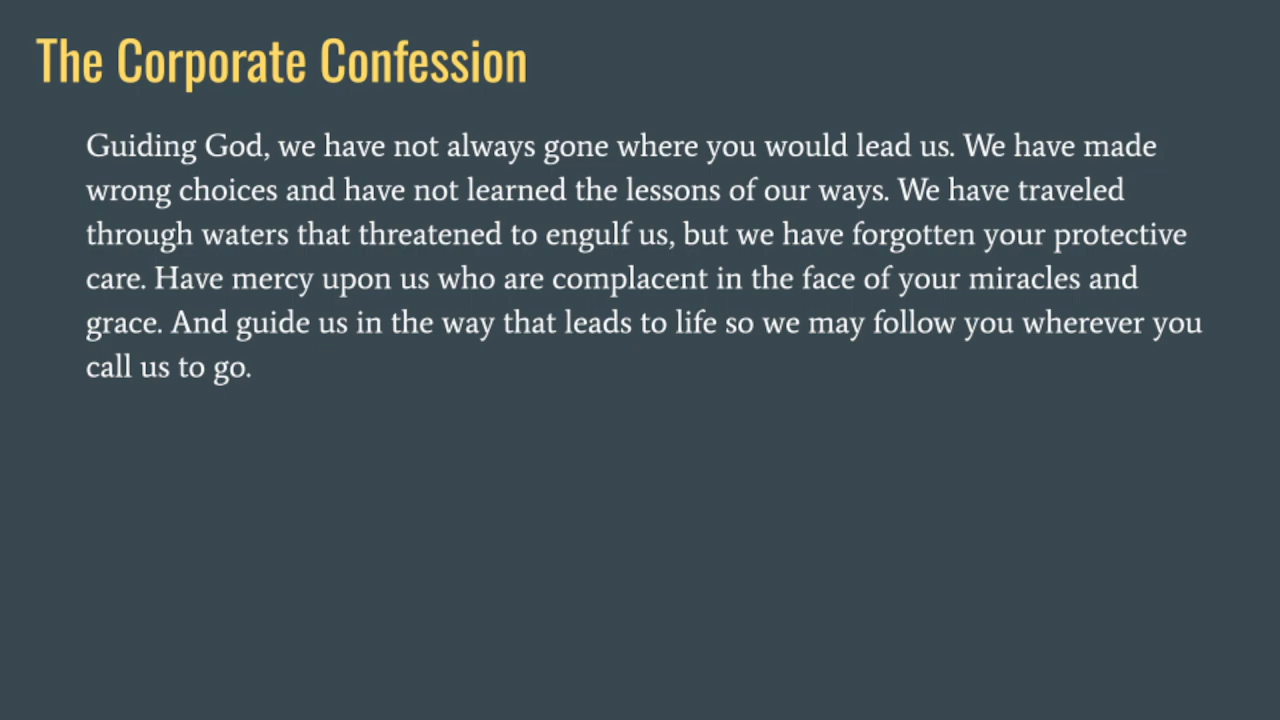 The Corporate Confession
Guiding God, we have not always gone where you would lead us. We have made
wrong choices and have not learned the lessons of our ways. We have traveled
through waters that threatened to engulf us, but we have forgotten your protective
care. Have mercy upon us who are complacent in the face of your miracles and
grace. And guide us in the way that leads to life so we may follow you wherever you
call us to go.